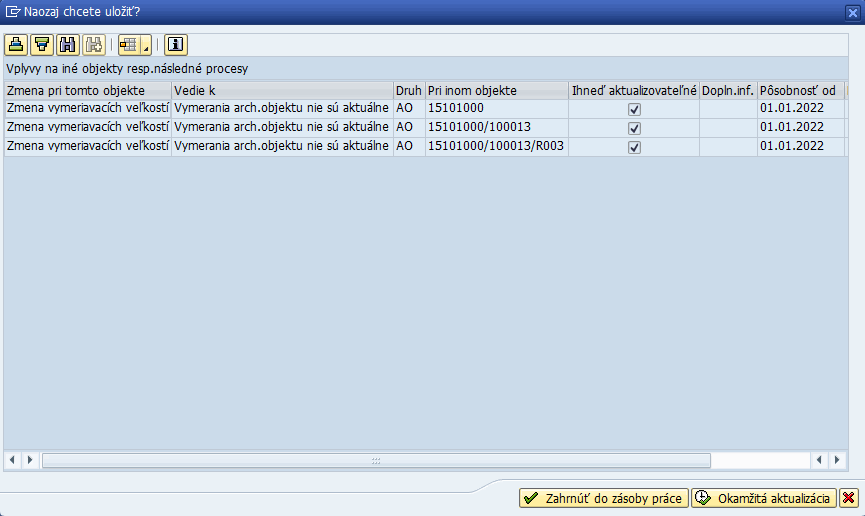 Naozaj chcete uložiť?
Vplyvy na iné objekty resp.následné procesy
Zmena pri tomto objekte Vedie k Druh Pri inom objekte Ihneď aktualizovateľné Dopln.inf. Pôsobnosť od
Zmena vymeriavacích veľkostí Vymerania arch.objektu nie sú aktuálne AO 15101000 01.01.2022
Zmena vymeriavacích veľkostí Vymerania arch.objektu nie sú aktuálne AO 15101000/100013 01.01.2022
Zmena vymeriavacích veľkostí Vymerania arch.objektu nie sú aktuálne AO 15101000/100013/R003 01.01.2022
Zahrnúť do zásoby práce Okamžitá aktualizácia